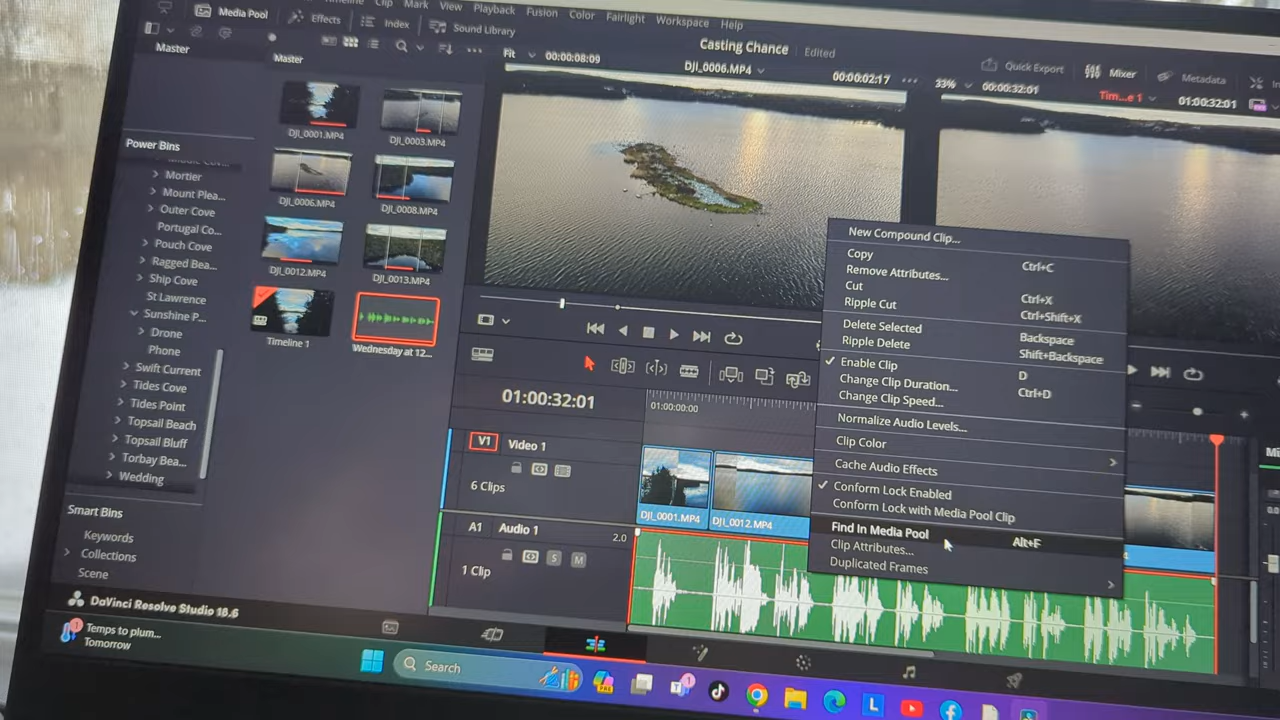 Timeline Clip Mark View Playback Fusion Color Fairlight Workspace Help
Media Pool Effects Index Sound Library
Casting Chance Edited
Quick Export Mixer Metadata
Master
Master
Fit 00:00:08:09 DJI_0006.MP4 00:00:02:17
33% 00:00:32:01 Tim...e 1 01:00:32:01
DJI_0001.MP4 DJI_0003.MP4
DJI_0006.MP4 DJI_0008.MP4
DJI_0012.MP4 DJI_0013.MP4
Timeline 1 Wednesday at 12...
Power Bins
Mortier
Mount Plea...
Outer Cove
Portugal Co...
Pouch Cove
Ragged Bea...
Ship Cove
St Lawrence
Sunshine P...
Drone
Phone
Swift Current
Tides Cove
Tides Point
Topsail Beach
Topsail Bluff
Torbay Bea...
Wedding
Smart Bins
Keywords
Collections
Scene
New Compound Clip...
Copy Ctrl+C
Remove Attributes...
Cut Ctrl+X
Ripple Cut Ctrl+Shift+X
Delete Selected Backspace
Ripple Delete Shift+Backspace
Enable Clip D
Change Clip Duration... Ctrl+D
Change Clip Speed...
Normalize Audio Levels...
Clip Color
Cache Audio Effects
Conform Lock Enabled
Conform Lock with Media Pool Clip
Find In Media Pool Alt+F
Clip Attributes...
Duplicated Frames
01:00:32:01
01:00:00:00
V1 Video 1
6 Clips
DJI_0001.MP4 DJI_0012.MP4
A1 Audio 1 2.0
S M
1 Clip
DaVinci Resolve Studio 18.6
1
Temps to plum...
Tomorrow
Search
PRE
1
L